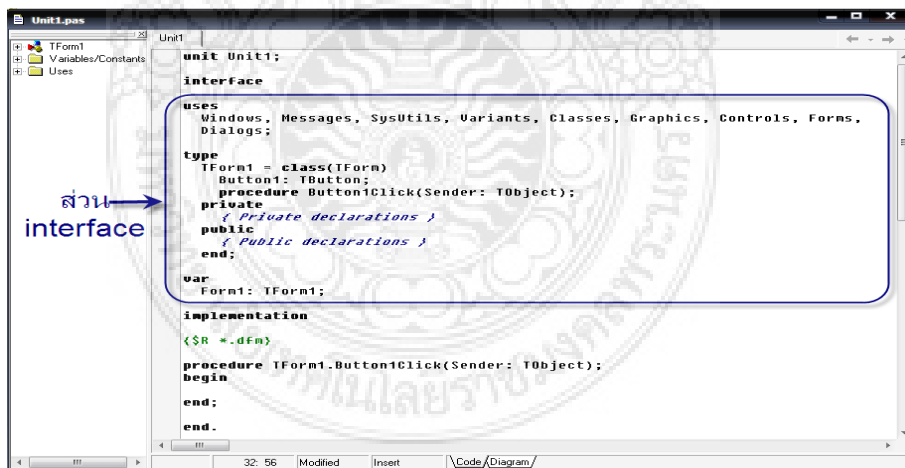 Unit1.pas
TForm1
Variables/Constants
Uses
Unit1
unit Unit1;
interface
uses
Windows, Messages, SysUtils, Variants, Classes, Graphics, Controls, Forms,
Dialogs;
type
TForm1 = class(TForm)
Button1: TButton;
procedure Button1Click(Sender: TObject);
private
{ Private declarations }
public
{ Public declarations }
end;
var
Form1: TForm1;
implementation
{$R *.dfm}
procedure TForm1.Button1Click(Sender: TObject);
begin
end;
end.
ส่วน
interface
32: 56
Modified
Insert
Code
Diagram